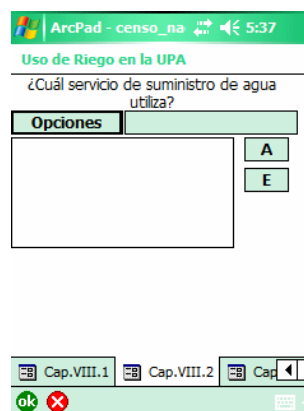 ArcPad - censo_na 5:37
Uso de Riego en la UPA
¿Cuál servicio de suministro de agua
utiliza?
Opciones
A
E
Cap.VIII.1 Cap.VIII.2 Cap
ok